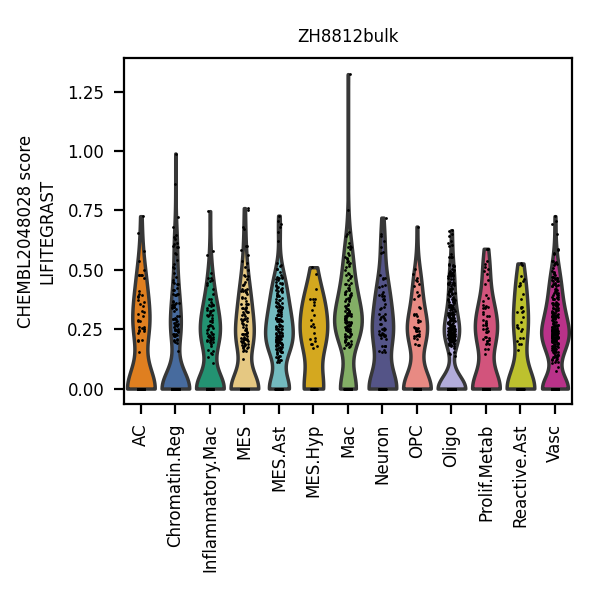 ZH8812bulk
CHEMBL2048028 score
LIFITEGRAST
1.25
1.00
0.75
0.50
0.25
0.00
AC
Chromatin.Reg
Inflammatory.Mac
MES
MES.Ast
MES.Hyp
Mac
Neuron
OPC
Oligo
Prolif.Metab
Reactive.Ast
Vasc